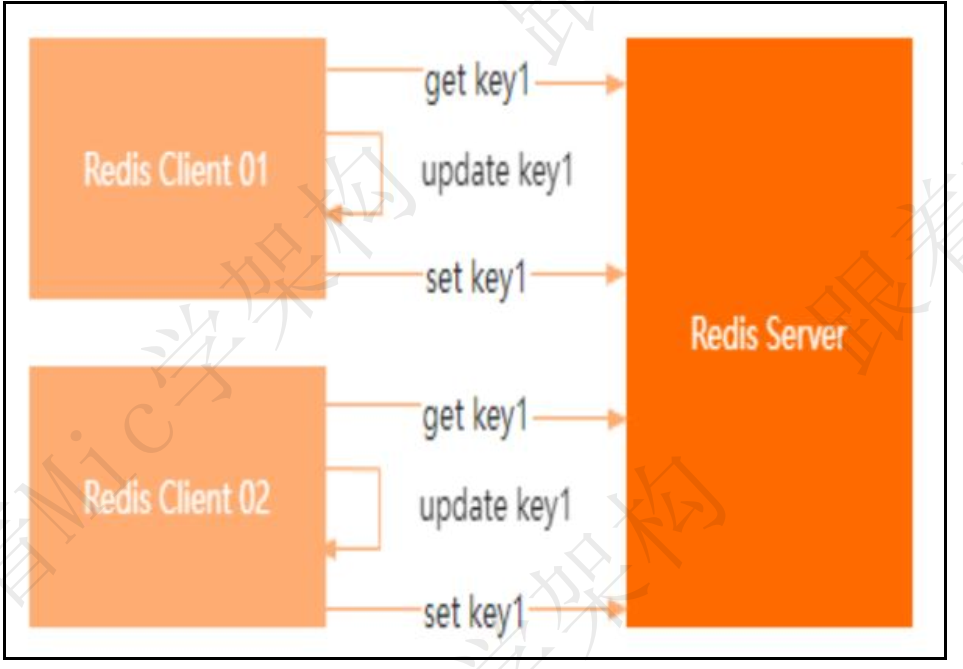 get key1
Redis Client 01
update key1
set key1
Redis Server
get key1
Redis Client 02
update key1
set key1
跟着Mic学架构